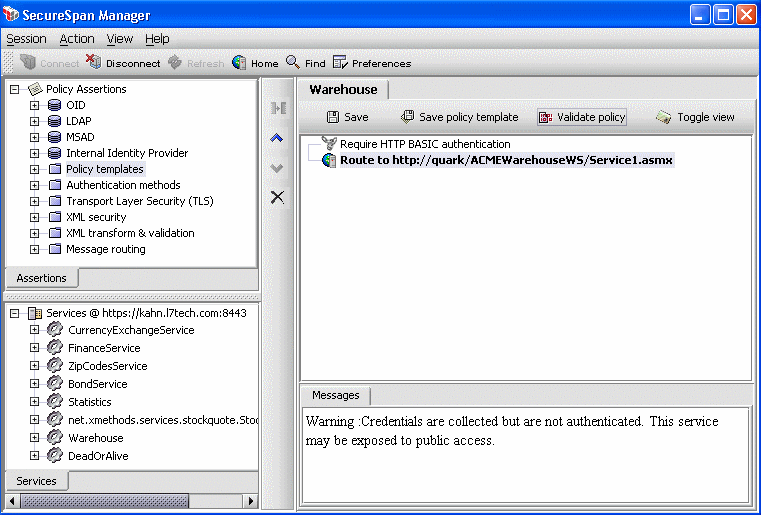 SecureSpan Manager
Session Action View Help
Connect Disconnect Refresh Home Find Preferences
Policy Assertions
OID
LDAP
MSAD
Internal Identity Provider
Policy templates
Authentication methods
Transport Layer Security (TLS)
XML security
XML transform & validation
Message routing
Assertions
Services @ https://kahn.l7tech.com:8443
CurrencyExchangeService
FinanceService
ZipCodesService
BondService
Statistics
net.xmethods.services.stockquote.Sto
Warehouse
DeadOrAlive
Services
Warehouse
Save Save policy template Validate policy Toggle view
Require HTTP BASIC authentication
Route to http://quark/ACMEWarehouseWS/Service1.asmx
Messages
Warning :Credentials are collected but are not authenticated. This service
may be exposed to public access.